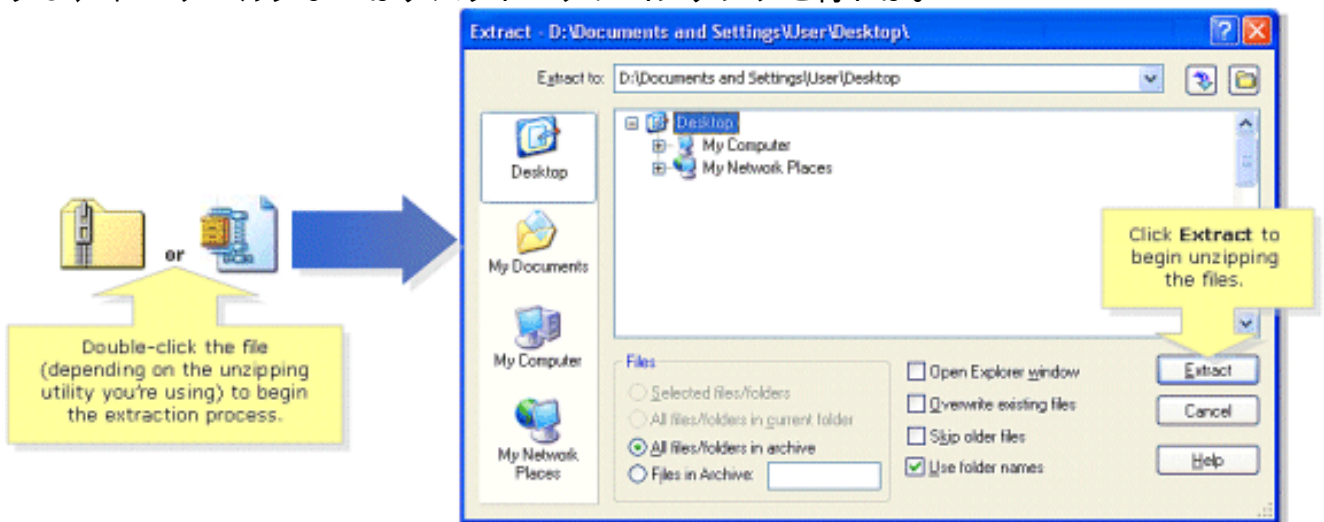 Extract - D:\Documents and Settings\User\Desktop\
Extract to:
D:\Documents and Settings\User\Desktop
Desktop
My Documents
My Computer
My Network
Places
Desktop
My Computer
My Network Places
or
Double-click the file
(depending on the unzipping
utility you're using) to begin
the extraction process.
Click Extract to
begin unzipping
the files.
Files
Selected files/folders
All files/folders in current folder
All files/folders in archive
Files in Archive:
Open Explorer window
Overwrite existing files
Skip older files
Use folder names
Extract
Cancel
Help